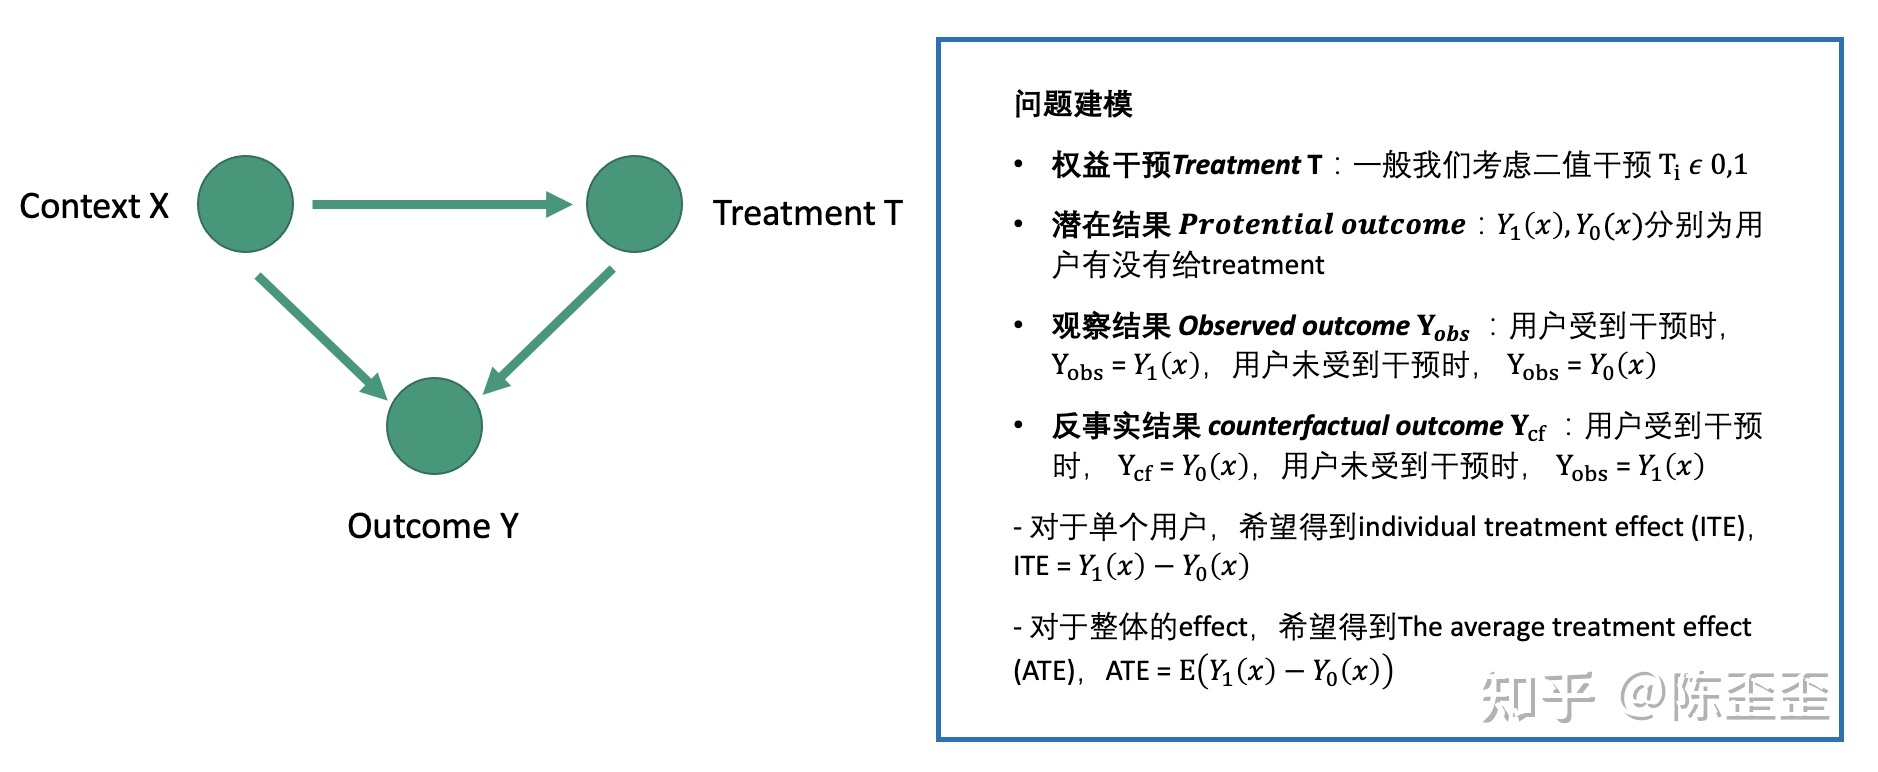 Context X
Treatment T
Outcome Y
问题建模
• 权益干预Treatment T：一般我们考虑二值干预 Tᵢ ϵ 0,1
• 潜在结果 Protential outcome：Y₁(x), Y₀(x)分别为用
户有没有给treatment
• 观察结果 Observed outcome Y_obs ：用户受到干预时，
Y_obs = Y₁(x)，用户未受到干预时， Y_obs = Y₀(x)
• 反事实结果 counterfactual outcome Y_cf ：用户受到干预
时， Y_cf = Y₀(x)，用户未受到干预时， Y_obs = Y₁(x)
- 对于单个用户，希望得到individual treatment effect (ITE)，
ITE = Y₁(x) − Y₀(x)
- 对于整体的effect，希望得到The average treatment effect
(ATE)，ATE = E(Y₁(x) − Y₀(x))
知乎 @陈歪歪